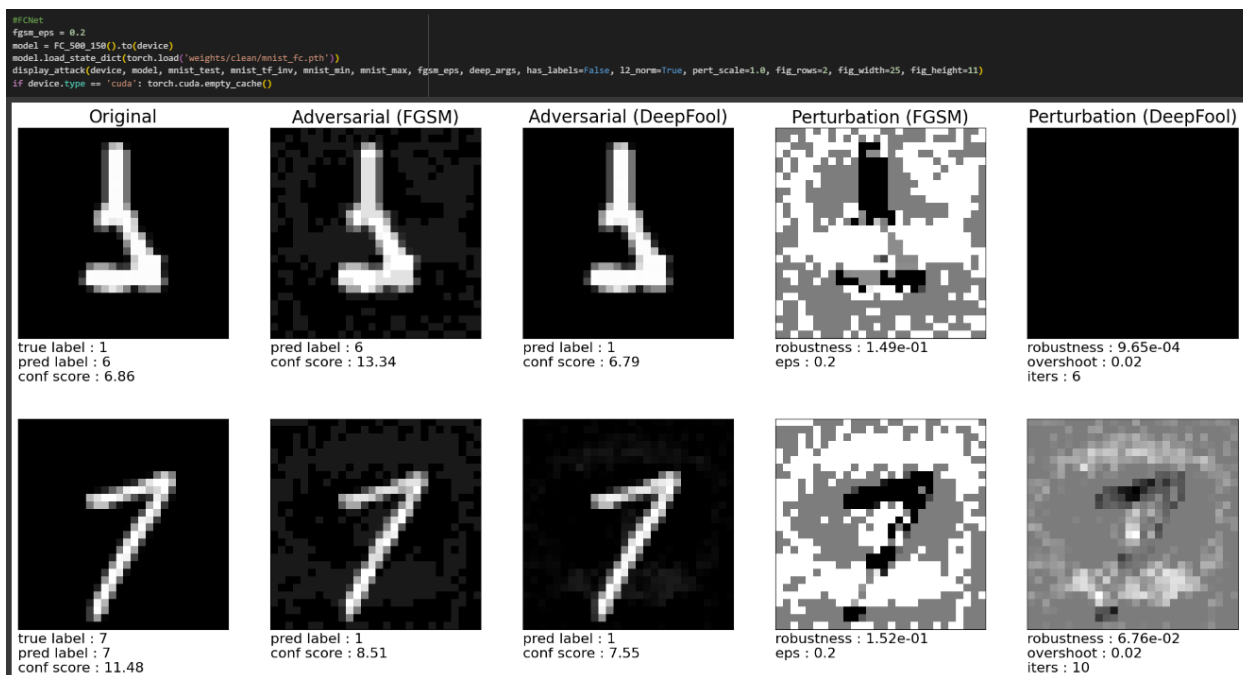 #FCNet
fgsm_eps = 0.2
model = FC_500_150().to(device)
model.load_state_dict(torch.load('weights/clean/mnist_fc.pth'))
display_attack(device, model, mnist_test, mnist_tf_inv, mnist_min, mnist_max, fgsm_eps, deep_args, has_labels=False, l2_norm=True, pert_scale=1.0, fig_rows=2, fig_width=25, fig_height=11)
if device.type == 'cuda': torch.cuda.empty_cache()
Original Adversarial (FGSM) Adversarial (DeepFool) Perturbation (FGSM) Perturbation (DeepFool)
true label : 1 pred label : 6 pred label : 1 robustness : 1.49e-01 robustness : 9.65e-04
pred label : 6 conf score : 13.34 conf score : 6.79 eps : 0.2 overshoot : 0.02
conf score : 6.86 iters : 6
true label : 7 pred label : 1 pred label : 1 robustness : 1.52e-01 robustness : 6.76e-02
pred label : 7 conf score : 8.51 conf score : 7.55 eps : 0.2 overshoot : 0.02
conf score : 11.48 iters : 10